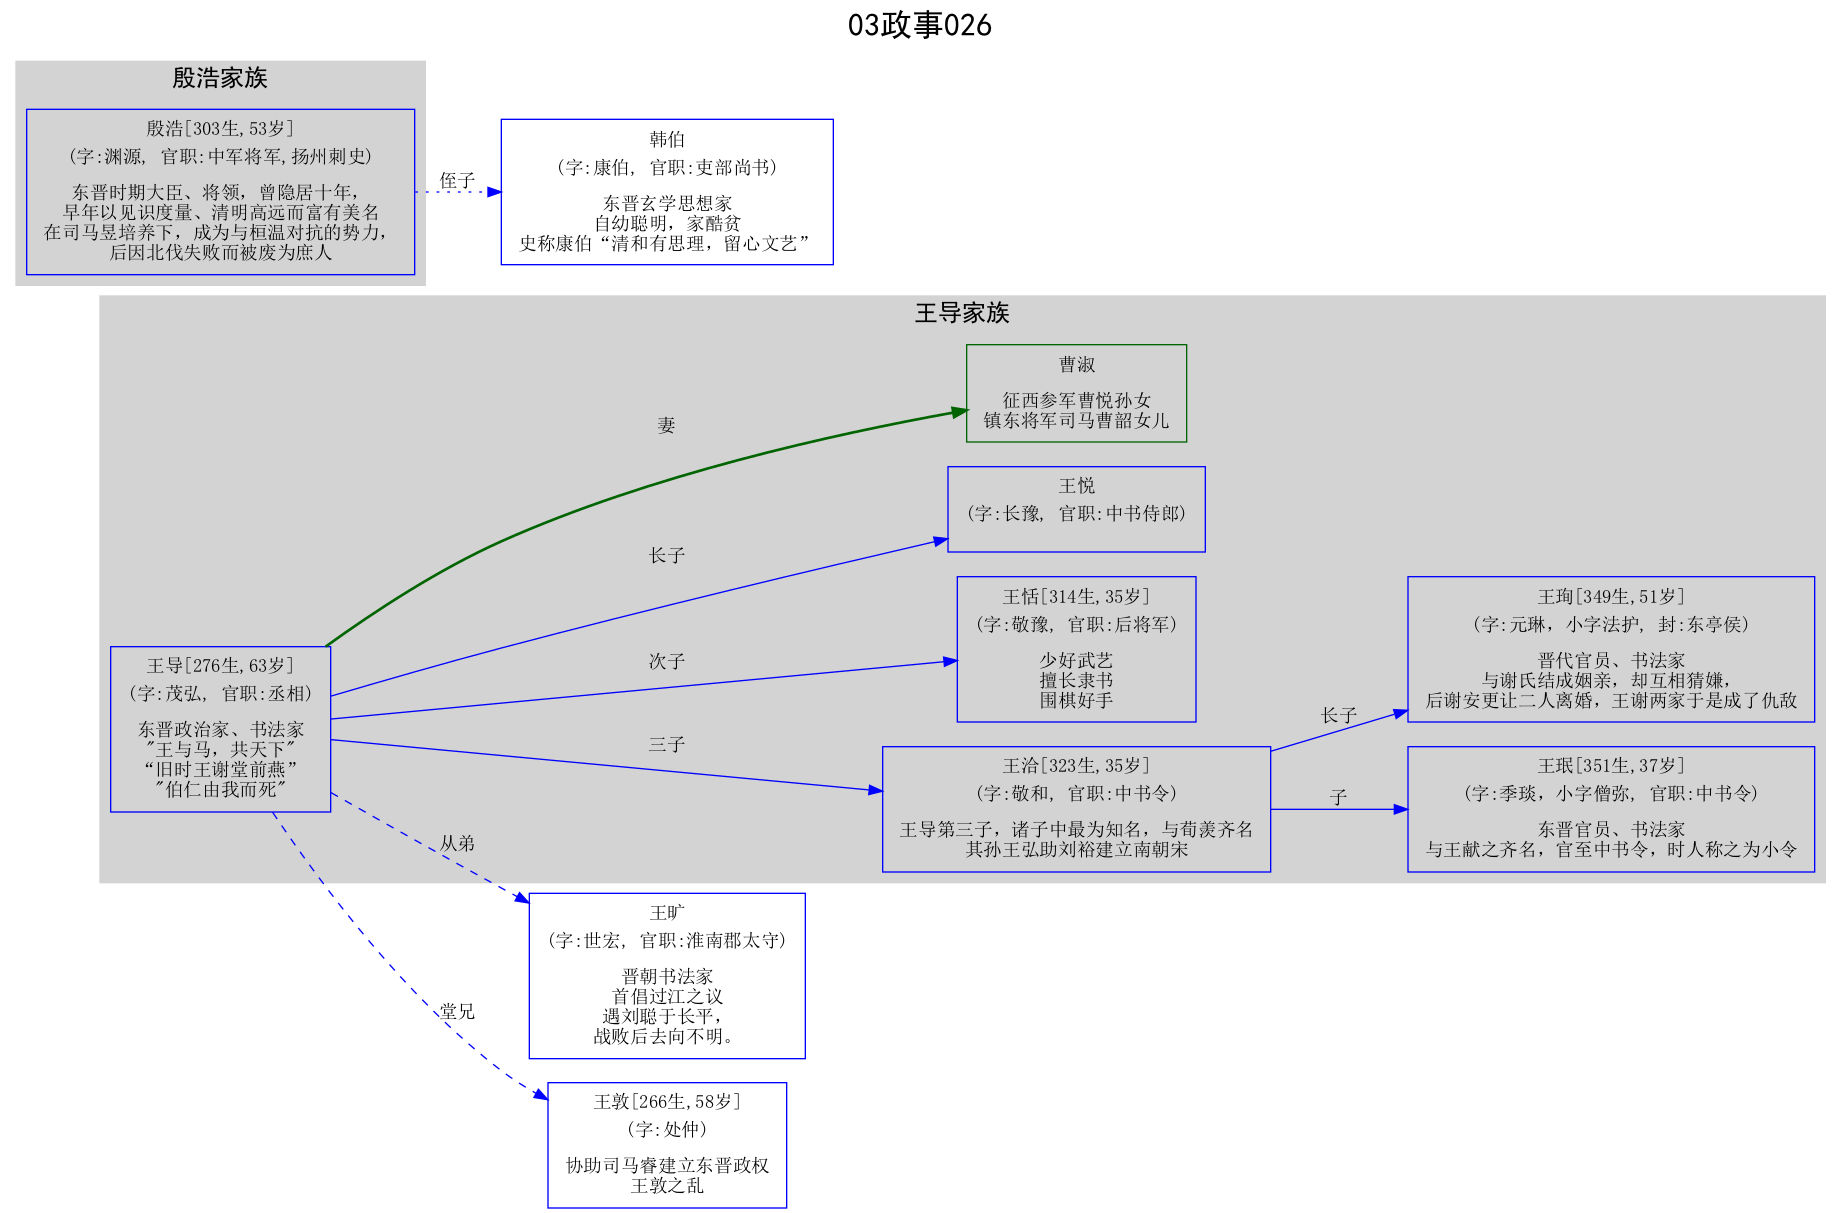 03政事026
殷浩家族
殷浩[303生,53岁]
(字:渊源, 官职:中军将军,扬州刺史)
东晋时期大臣、将领，曾隐居十年，
早年以见识度量、清明高远而富有美名
在司马昱培养下，成为与桓温对抗的势力，
后因北伐失败而被废为庶人
侄子
韩伯
(字:康伯, 官职:吏部尚书)
东晋玄学思想家
自幼聪明，家酷贫
史称康伯“清和有思理，留心文艺”
王导家族
曹淑
征西参军曹悦孙女
镇东将军司马曹韶女儿
妻
王悦
(字:长豫, 官职:中书侍郎)
长子
王恬[314生,35岁]
(字:敬豫, 官职:后将军)
少好武艺
擅长隶书
围棋好手
次子
王珣[349生,51岁]
(字:元琳，小字法护, 封:东亭侯)
晋代官员、书法家
与谢氏结成姻亲，却互相猜嫌，
后谢安更让二人离婚，王谢两家于是成了仇敌
长子
王导[276生,63岁]
(字:茂弘, 官职:丞相)
东晋政治家、书法家
"王与马，共天下"
“旧时王谢堂前燕”
"伯仁由我而死"
三子
王洽[323生,35岁]
(字:敬和, 官职:中书令)
王导第三子，诸子中最为知名，与荀羡齐名
其孙王弘助刘裕建立南朝宋
子
王珉[351生,37岁]
(字:季琰，小字僧弥, 官职:中书令)
东晋官员、书法家
与王献之齐名，官至中书令，时人称之为小令
从弟
王旷
(字:世宏, 官职:淮南郡太守)
晋朝书法家
首倡过江之议
遇刘聪于长平，
战败后去向不明。
堂兄
王敦[266生,58岁]
(字:处仲)
协助司马睿建立东晋政权
王敦之乱